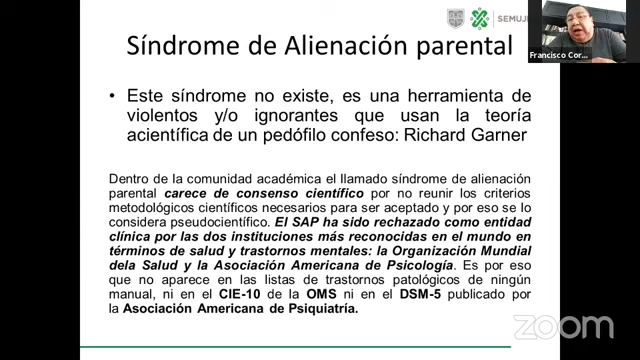 SEMUJE
Síndrome de Alienación parental
Francisco Cor...
• Este síndrome no existe, es una herramienta de
violentos y/o ignorantes que usan la teoría
acientífica de un pedófilo confeso: Richard Garner
Dentro de la comunidad académica el llamado síndrome de alienación
parental carece de consenso científico por no reunir los criterios
metodológicos científicos necesarios para ser aceptado y por eso se lo
considera pseudocientífico. El SAP ha sido rechazado como entidad
clínica por las dos instituciones más reconocidas en el mundo en
términos de salud y trastornos mentales: la Organización Mundial
dela Salud y la Asociación Americana de Psicología. Es por eso
que no aparece en las listas de trastornos patológicos de ningún
manual, ni en el CIE-10 de la OMS ni en el DSM-5 publicado por
la Asociación Americana de Psiquiatría.
zoom